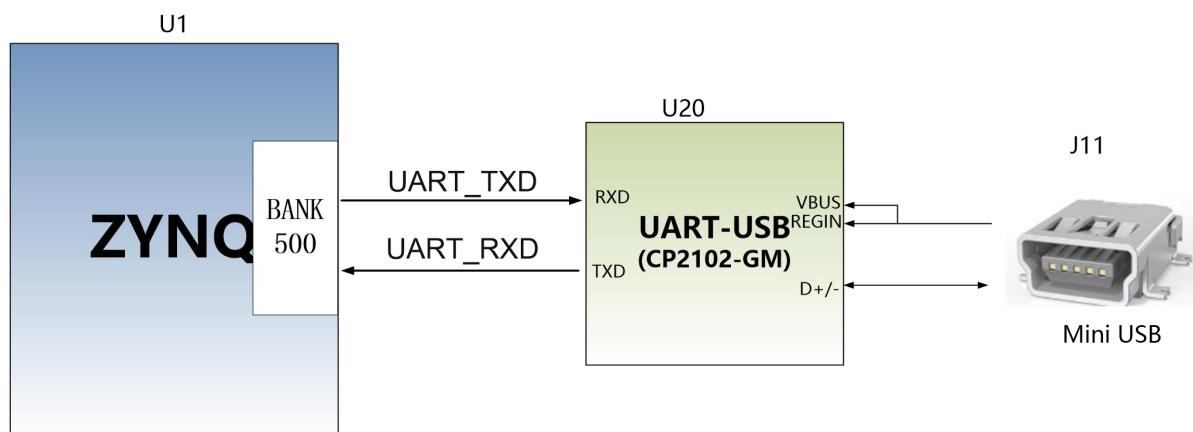 U1
ZYNQ
BANK
500
UART_TXD
UART_RXD
U20
RXD
TXD
UART-USB
(CP2102-GM)
VBUS
REGIN
D+/-
J11
Mini USB